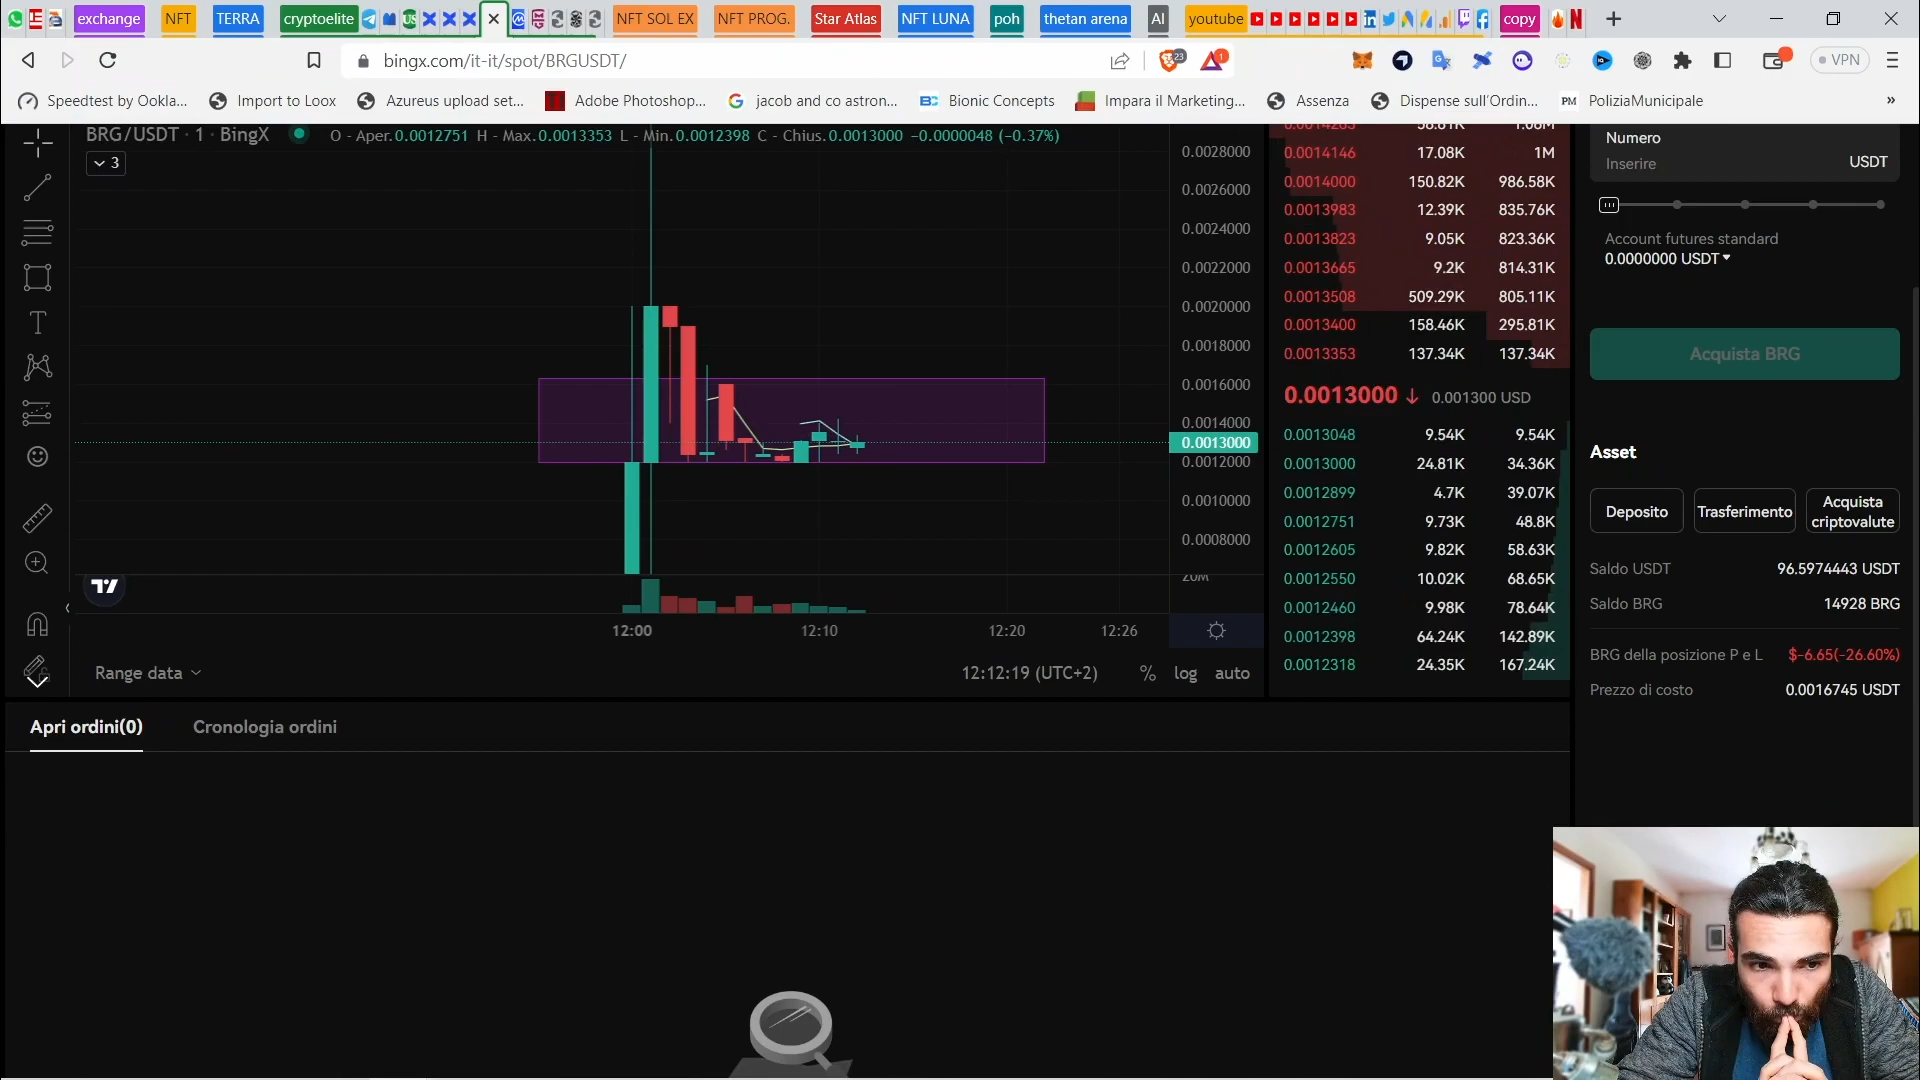 exchange NFT TERRA cryptoelite NFT SOL EX NFT PROG. Star Atlas NFT LUNA poh thetan arena AI youtube copy
bingx.com/it-it/spot/BRGUSDT/
23 1 VPN
Speedtest by Ookla... Import to Loox Azureus upload set... Adobe Photoshop... jacob and co astron... Bionic Concepts Impara il Marketing... Assenza Dispense sull'Ordin... PM PoliziaMunicipale »
BRG/USDT · 1 · BingX O - Aper.0.0012751 H - Max.0.0013353 L - Min.0.0012398 C - Chius.0.0013000 −0.0000048 (−0.37%)
3
0.0028000
0.0026000
0.0024000
0.0022000
0.0020000
0.0018000
0.0016000
0.0014000
0.0013000
0.0012000
0.0010000
0.0008000
20M
12:00 12:10 12:20 12:26
Range data 12:12:19 (UTC+2) % log auto
0.0014263 58.61K 1.06M
0.0014146 17.08K 1M
0.0014000 150.82K 986.58K
0.0013983 12.39K 835.76K
0.0013823 9.05K 823.36K
0.0013665 9.2K 814.31K
0.0013508 509.29K 805.11K
0.0013400 158.46K 295.81K
0.0013353 137.34K 137.34K
0.0013000 ↓ 0.001300 USD
0.0013048 9.54K 9.54K
0.0013000 24.81K 34.36K
0.0012899 4.7K 39.07K
0.0012751 9.73K 48.8K
0.0012605 9.82K 58.63K
0.0012550 10.02K 68.65K
0.0012460 9.98K 78.64K
0.0012398 64.24K 142.89K
0.0012318 24.35K 167.24K
Numero
Inserire USDT
Account futures standard
0.0000000 USDT
Acquista BRG
Asset
Deposito Trasferimento Acquista criptovalute
Saldo USDT 96.5974443 USDT
Saldo BRG 14928 BRG
BRG della posizione P e L $-6.65(-26.60%)
Prezzo di costo 0.0016745 USDT
Apri ordini(0) Cronologia ordini